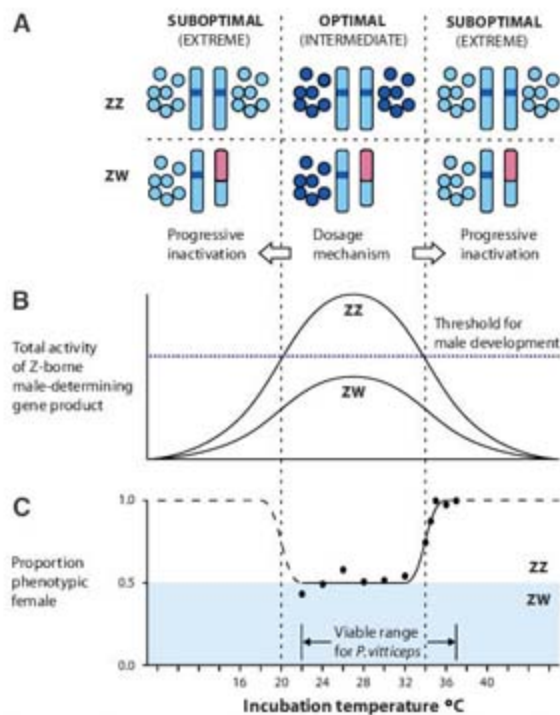 A
SUBOPTIMAL
(EXTREME)
OPTIMAL
(INTERMEDIATE)
SUBOPTIMAL
(EXTREME)
ZZ
ZW
Progressive
inactivation
Dosage
mechanism
Progressive
inactivation
B
Total activity
of Z-borne
male-determining
gene product
ZZ
ZW
Threshold for
male development
C
Proportion
phenotypic
female
1.0
0.5
0.0
ZZ
ZW
Viable range
for P. vitticeps
16 20 24 28 32 36 40
Incubation temperature ºC